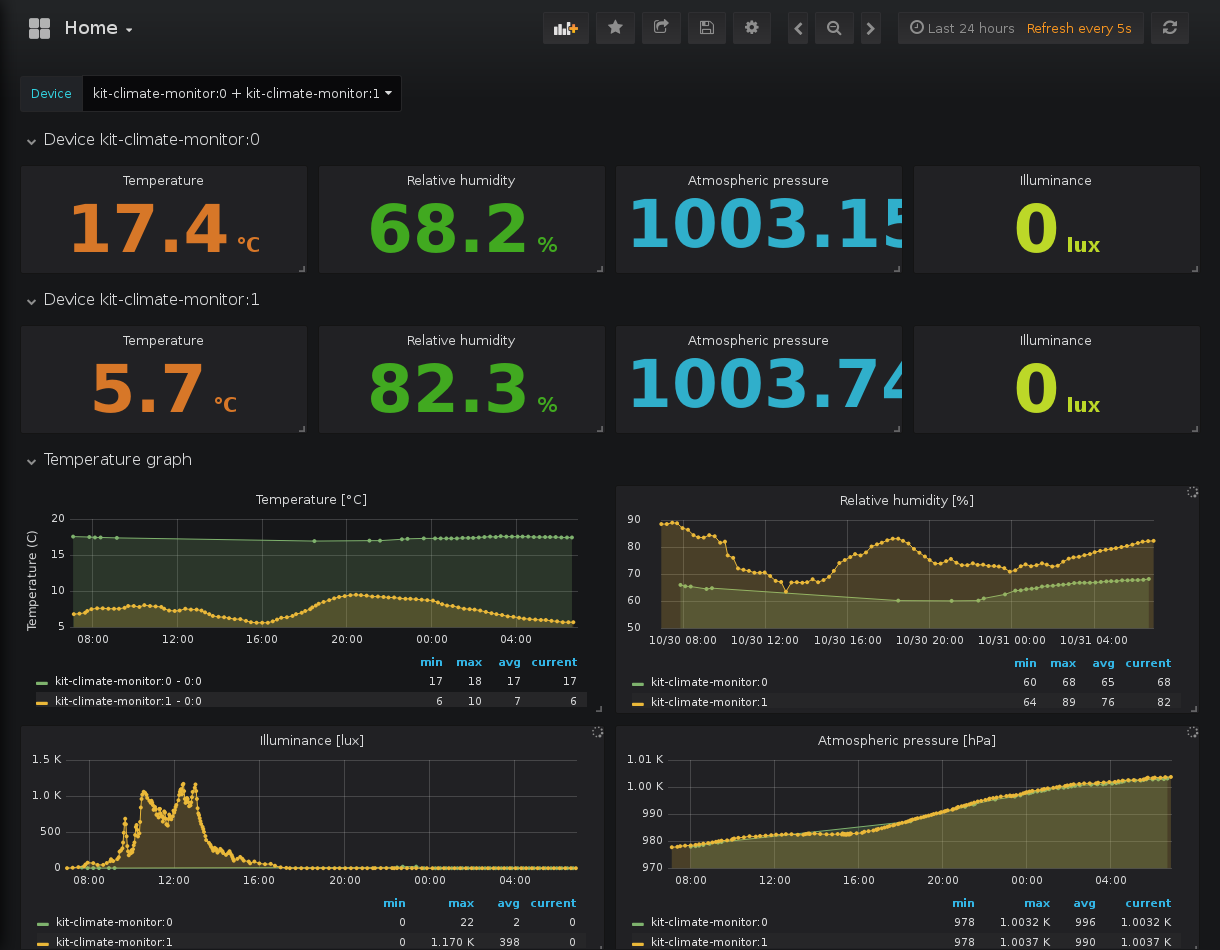 Home
Last 24 hours Refresh every 5s
Device kit-climate-monitor:0 + kit-climate-monitor:1
Device kit-climate-monitor:0
Temperature Relative humidity Atmospheric pressure Illuminance
17.4 °C 68.2 % 1003.15 0 lux
Device kit-climate-monitor:1
Temperature Relative humidity Atmospheric pressure Illuminance
5.7 °C 82.3 % 1003.74 0 lux
Temperature graph
Temperature [°C]
Temperature (C)
20
15
10
5
08:00 12:00 16:00 20:00 00:00 04:00
min max avg current
kit-climate-monitor:0 - 0:0 17 18 17 17
kit-climate-monitor:1 - 0:0 6 10 7 6
Relative humidity [%]
90
80
70
60
50
10/30 08:00 10/30 12:00 10/30 16:00 10/30 20:00 10/31 00:00 10/31 04:00
min max avg current
kit-climate-monitor:0 60 68 65 68
kit-climate-monitor:1 64 89 76 82
Illuminance [lux]
1.5 K
1.0 K
500
0
08:00 12:00 16:00 20:00 00:00 04:00
min max avg current
kit-climate-monitor:0 0 22 2 0
kit-climate-monitor:1 0 1.170 K 398 0
Atmospheric pressure [hPa]
1.01 K
1.00 K
990
980
970
08:00 12:00 16:00 20:00 00:00 04:00
min max avg current
kit-climate-monitor:0 978 1.0032 K 996 1.0032 K
kit-climate-monitor:1 978 1.0037 K 990 1.0037 K